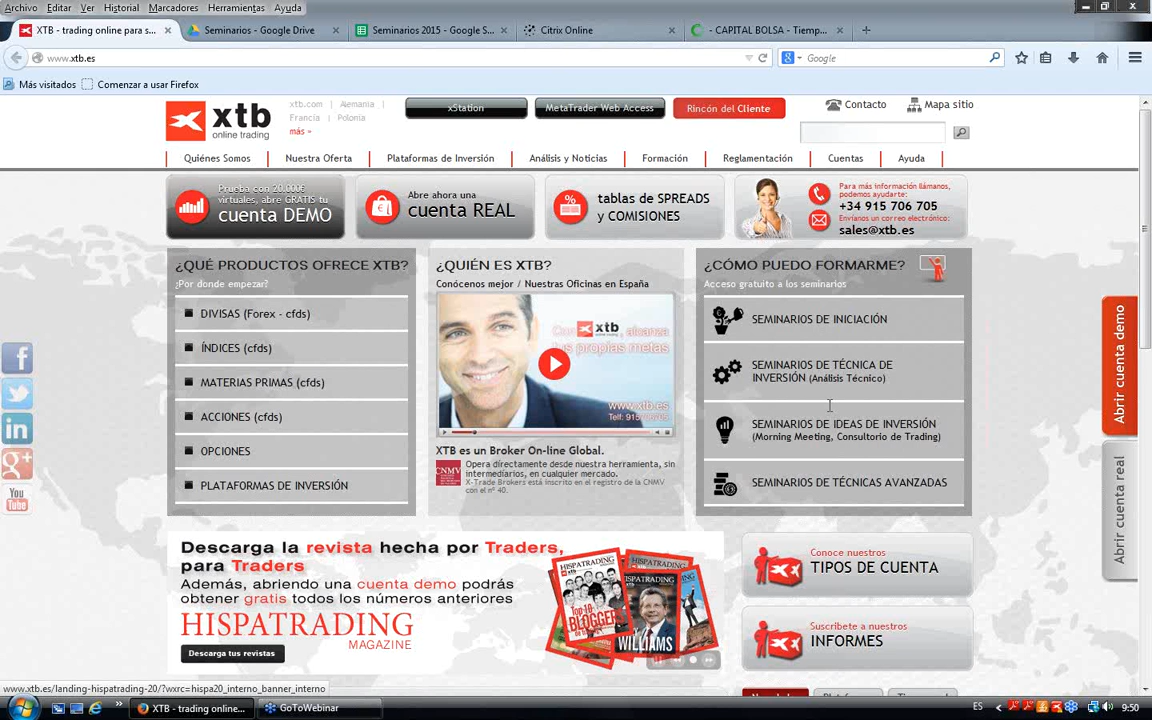 Archivo Editar Ver Historial Marcadores Herramientas Ayuda
XTB - trading online para s...
Seminarios - Google Drive
Seminarios 2015 - Google S...
Citrix Online
- CAPITAL BOLSA - Tiemp...
www.xtb.es
Google
Más visitados
Comenzar a usar Firefox
xtb
online trading
xtb.com | Alemania |
Francia | Polonia
más »
xStation
MetaTrader Web Access
Rincón del Cliente
Contacto
Mapa sitio
Quiénes Somos
Nuestra Oferta
Plataformas de Inversión
Análisis y Noticias
Formación
Reglamentación
Cuentas
Ayuda
Prueba con 20.000€
virtuales, abre GRATIS tu
cuenta DEMO
Abre ahora una
cuenta REAL
tablas de SPREADS
y COMISIONES
Para más información llámanos,
podemos ayudarte:
+34 915 706 705
Envíanos un correo electrónico:
sales@xtb.es
¿QUÉ PRODUCTOS OFRECE XTB?
¿Por donde empezar?
DIVISAS (Forex - cfds)
ÍNDICES (cfds)
MATERIAS PRIMAS (cfds)
ACCIONES (cfds)
OPCIONES
PLATAFORMAS DE INVERSIÓN
¿QUIÉN ES XTB?
Conócenos mejor / Nuestras Oficinas en España
Con xtb, alcanza
tus propias metas
www.xtb.es
XTB es un Broker On-line Global.
CNMV
Opera directamente desde nuestra herramienta, sin
intermediarios, en cualquier mercado.
X-Trade Brokers está inscrito en el registro de la CNMV
con el nº 40.
¿CÓMO PUEDO FORMARME?
Acceso gratuito a los seminarios
SEMINARIOS DE INICIACIÓN
SEMINARIOS DE TÉCNICA DE
INVERSIÓN (Análisis Técnico)
SEMINARIOS DE IDEAS DE INVERSIÓN
(Morning Meeting, Consultorio de Trading)
SEMINARIOS DE TÉCNICAS AVANZADAS
Abrir cuenta demo
Abrir cuenta real
You
Tube
Descarga la revista hecha por Traders,
para Traders
Además, abriendo una cuenta demo podrás
obtener gratis todos los números anteriores
HISPATRADING
MAGAZINE
Descarga tus revistas
HISPATRADING
BLOGGER
WILLIAMS
Conoce nuestros
TIPOS DE CUENTA
Suscríbete a nuestros
INFORMES
www.xtb.es/landing-hispatrading-20/?wxrc=hispa20_interno_banner_interno
XTB - trading online...
GoToWebinar
ES
9:50